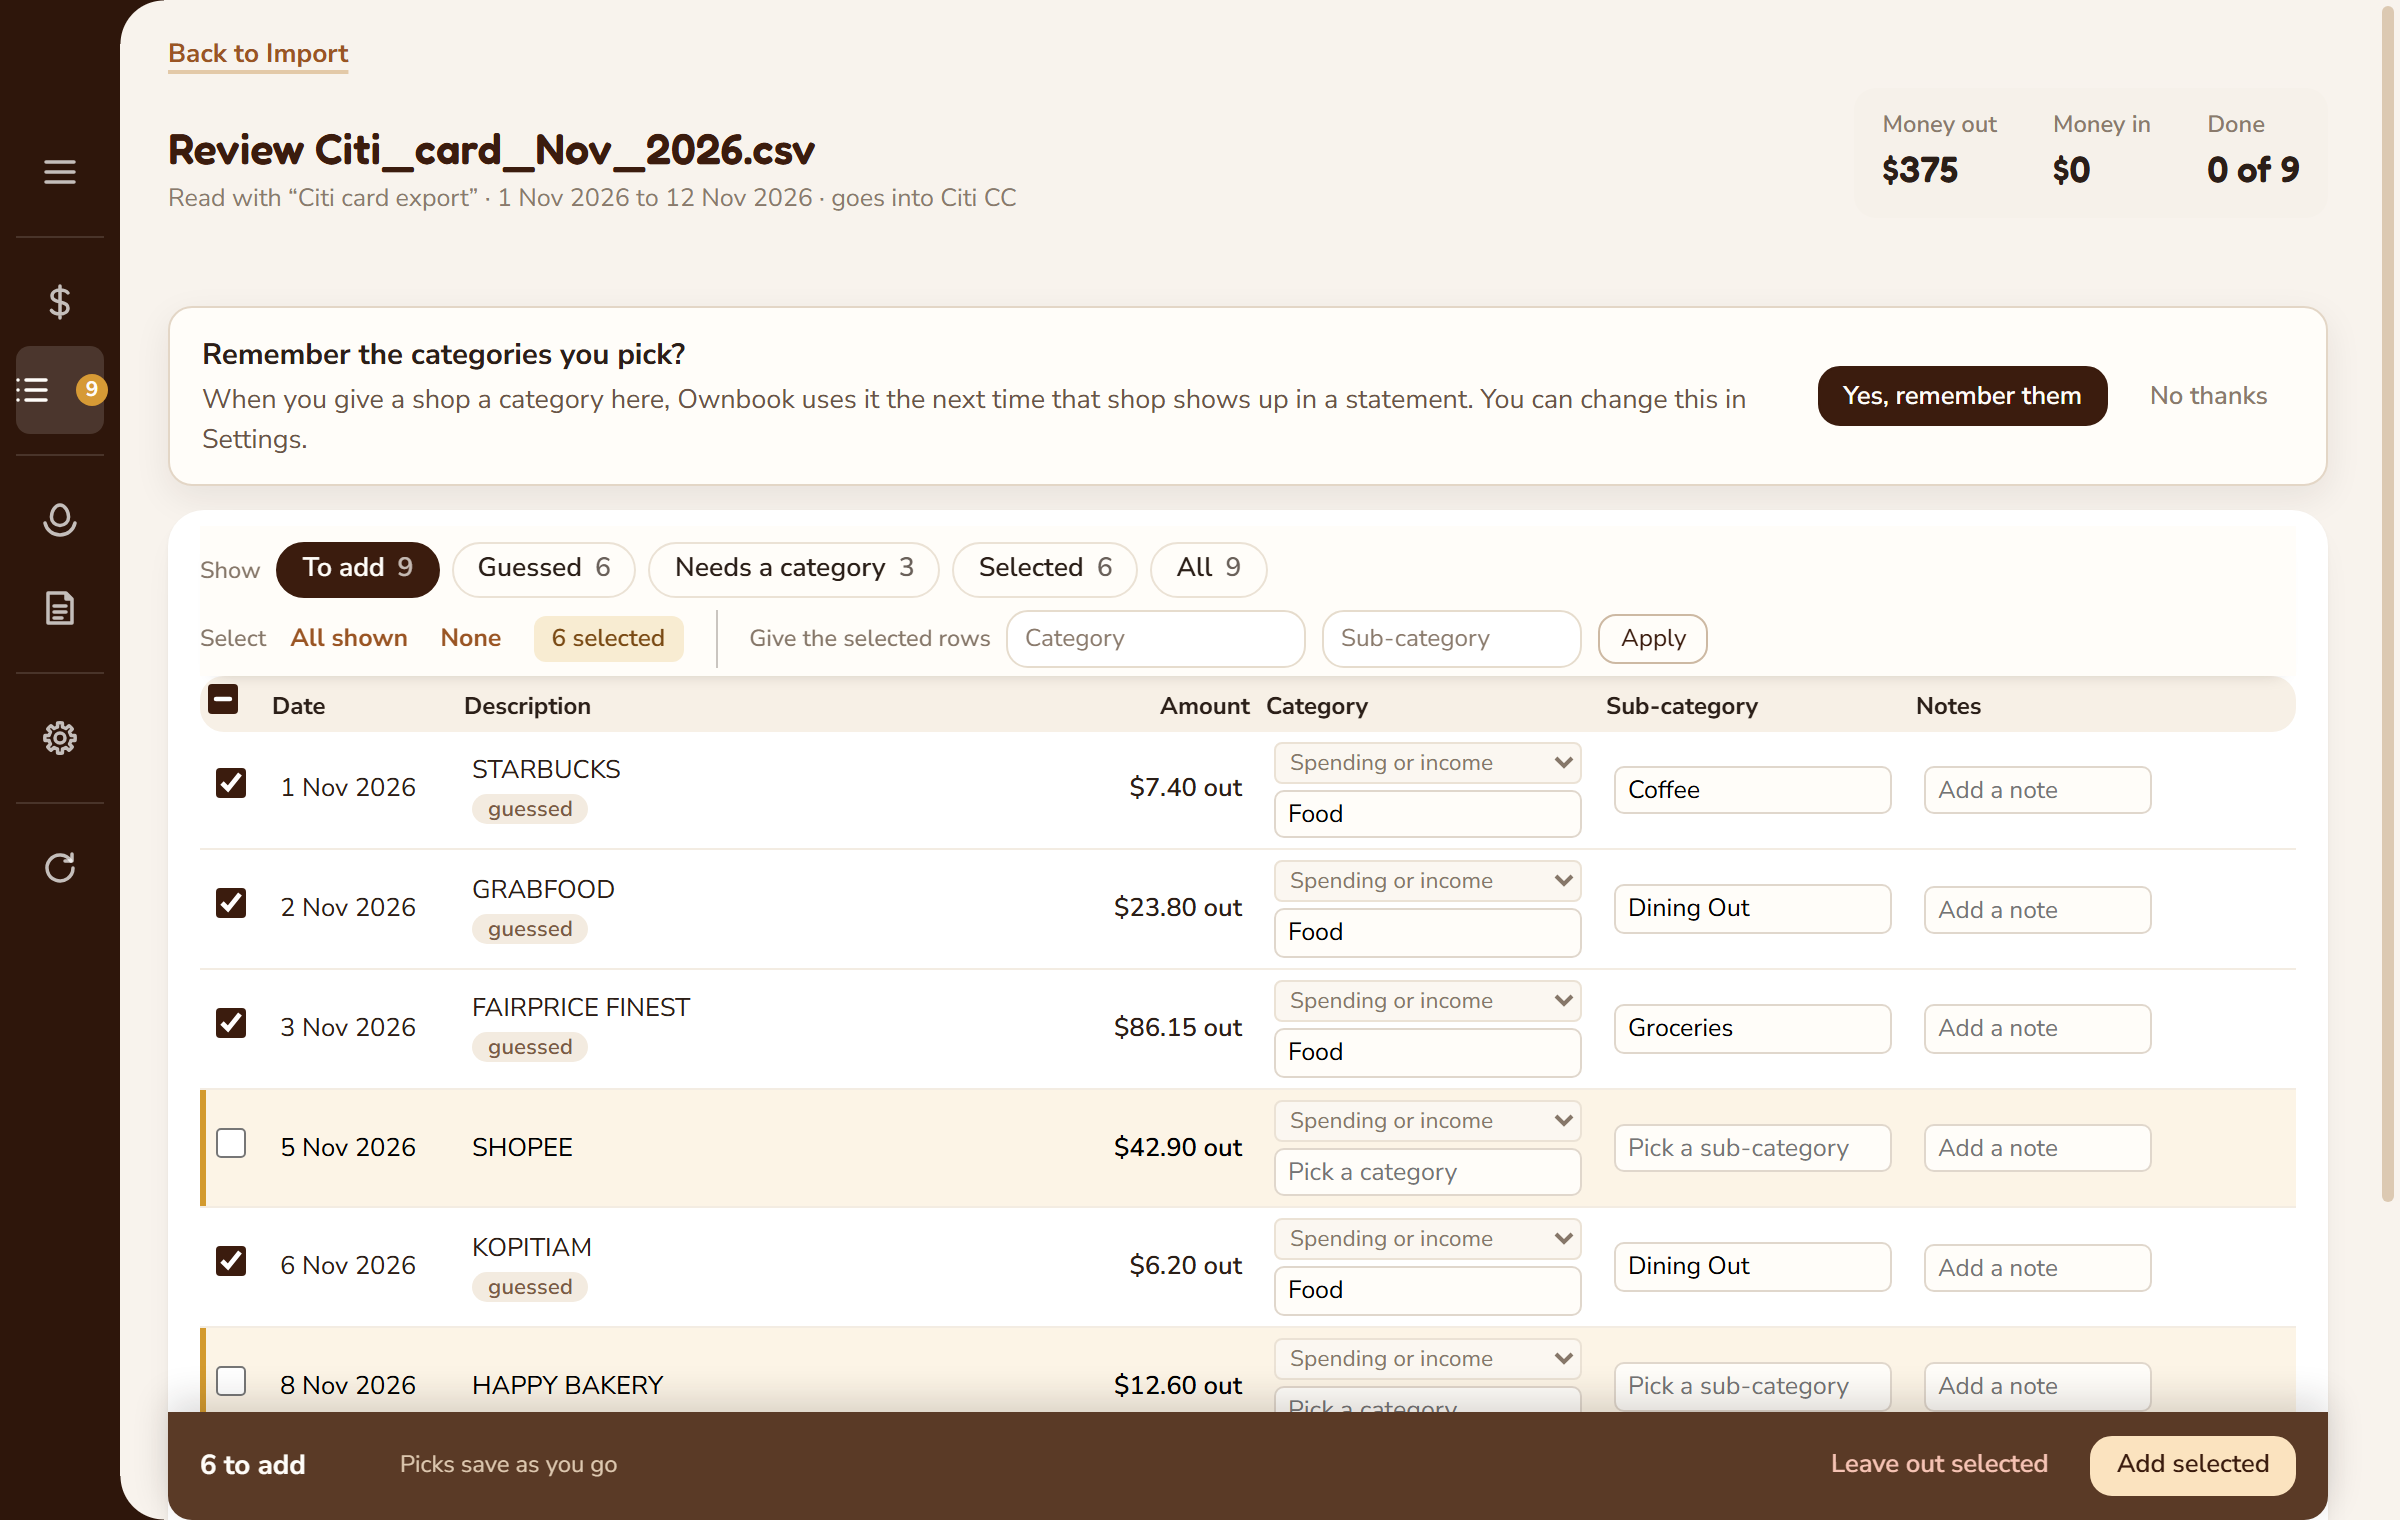 Back to Import
Review Citi_card_Nov_2026.csv
Read with “Citi card export” · 1 Nov 2026 to 12 Nov 2026 · goes into Citi CC
Money out Money in Done
$375 $0 0 of 9
9
Remember the categories you pick?
When you give a shop a category here, Ownbook uses it the next time that shop shows up in a statement. You can change this in
Settings.
Yes, remember them No thanks
Show To add 9 Guessed 6 Needs a category 3 Selected 6 All 9
Select All shown None 6 selected Give the selected rows Category Sub-category Apply
Date Description Amount Category Sub-category Notes
STARBUCKS Spending or income
1 Nov 2026 $7.40 out Coffee Add a note
guessed Food
GRABFOOD Spending or income
2 Nov 2026 $23.80 out Dining Out Add a note
guessed Food
FAIRPRICE FINEST Spending or income
3 Nov 2026 $86.15 out Groceries Add a note
guessed Food
Spending or income
5 Nov 2026 SHOPEE $42.90 out Pick a sub-category Add a note
Pick a category
KOPITIAM Spending or income
6 Nov 2026 $6.20 out Dining Out Add a note
guessed Food
Spending or income
8 Nov 2026 HAPPY BAKERY $12.60 out Pick a sub-category Add a note
Pick a category
6 to add Picks save as you go Leave out selected Add selected